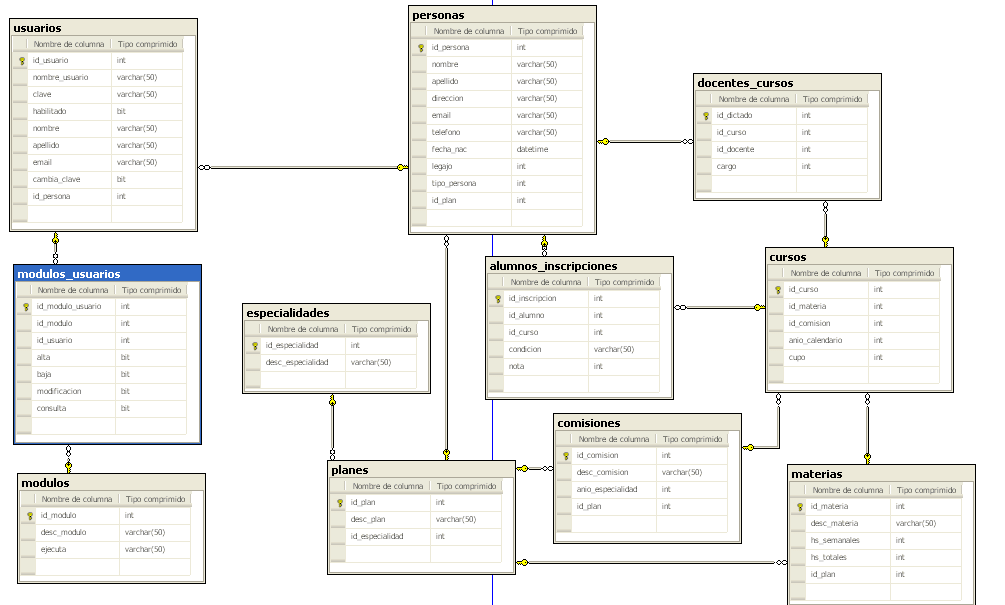 usuarios
Nombre de columna Tipo comprimido
id_usuario int
nombre_usuario varchar(50)
clave varchar(50)
habilitado bit
nombre varchar(50)
apellido varchar(50)
email varchar(50)
cambia_clave bit
id_persona int
personas
Nombre de columna Tipo comprimido
id_persona int
nombre varchar(50)
apellido varchar(50)
direccion varchar(50)
email varchar(50)
telefono varchar(50)
fecha_nac datetime
legajo int
tipo_persona int
id_plan int
docentes_cursos
Nombre de columna Tipo comprimido
id_dictado int
id_curso int
id_docente int
cargo int
modulos_usuarios
Nombre de columna Tipo comprimido
id_modulo_usuario int
id_modulo int
id_usuario int
alta bit
baja bit
modificacion bit
consulta bit
especialidades
Nombre de columna Tipo comprimido
id_especialidad int
desc_especialidad varchar(50)
alumnos_inscripciones
Nombre de columna Tipo comprimido
id_inscripcion int
id_alumno int
id_curso int
condicion varchar(50)
nota int
cursos
Nombre de columna Tipo comprimido
id_curso int
id_materia int
id_comision int
anio_calendario int
cupo int
modulos
Nombre de columna Tipo comprimido
id_modulo int
desc_modulo varchar(50)
ejecuta varchar(50)
planes
Nombre de columna Tipo comprimido
id_plan int
desc_plan varchar(50)
id_especialidad int
comisiones
Nombre de columna Tipo comprimido
id_comision int
desc_comision varchar(50)
anio_especialidad int
id_plan int
materias
Nombre de columna Tipo comprimido
id_materia int
desc_materia varchar(50)
hs_semanales int
hs_totales int
id_plan int